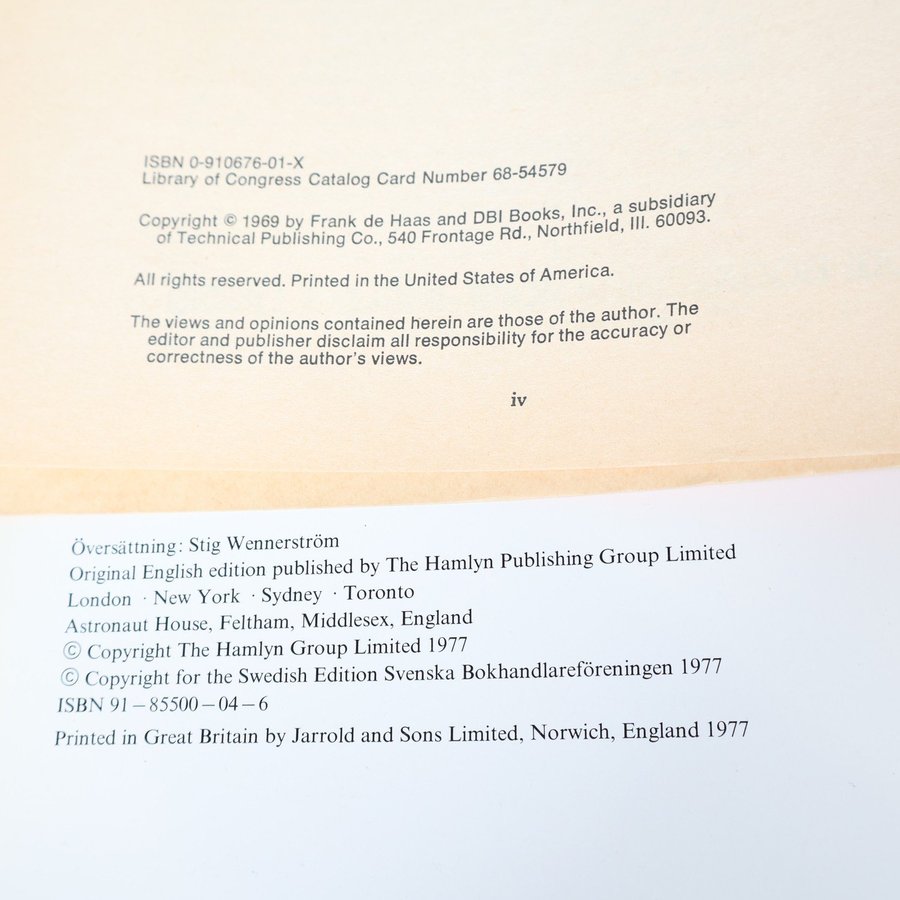 ISBN 0-910676-01-X
Library of Congress Catalog Card Number 68-54579
Copyright © 1969 by Frank de Haas and DBI Books, Inc., a subsidiary
of Technical Publishing Co., 540 Frontage Rd., Northfield, Ill. 60093.
All rights reserved. Printed in the United States of America.
The views and opinions contained herein are those of the author. The
editor and publisher disclaim all responsibility for the accuracy or
correctness of the author's views.
iv
Översättning: Stig Wennerström
Original English edition published by The Hamlyn Publishing Group Limited
London · New York · Sydney · Toronto
Astronaut House, Feltham, Middlesex, England
© Copyright The Hamlyn Group Limited 1977
© Copyright for the Swedish Edition Svenska Bokhandlareföreningen 1977
ISBN 91–85500–04–6
Printed in Great Britain by Jarrold and Sons Limited, Norwich, England 1977